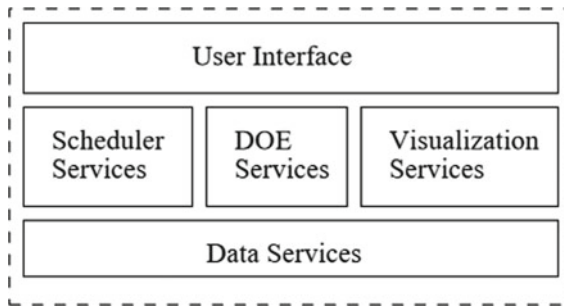 User Interface
Scheduler
Services
DOE
Services
Visualization
Services
Data Services